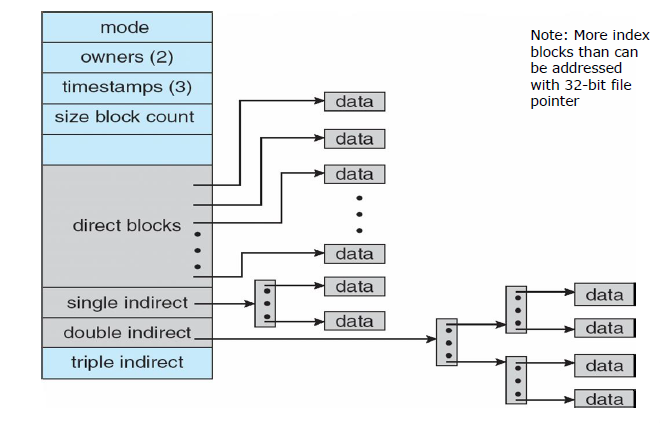 mode
owners (2)
timestamps (3)
size block count
direct blocks
single indirect
double indirect
triple indirect
data
data
data
data
data
data
data
data
data
data
Note: More index
blocks than can
be addressed
with 32-bit file
pointer